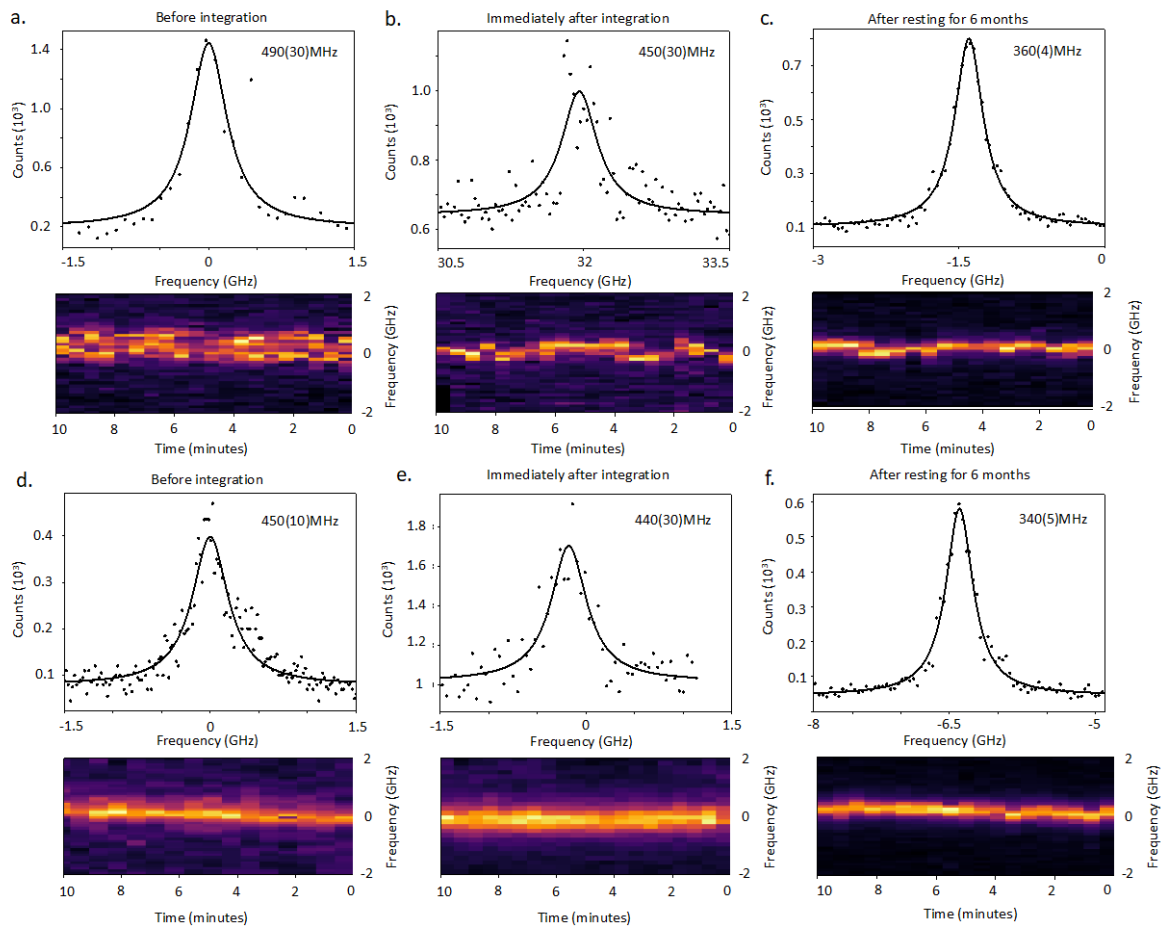 a.
Before integration
490(30)MHz
Counts (10³)
1.4
1.0
0.6
0.2
-1.5
0
1.5
Frequency (GHz)
2
0
-2
Frequency (GHz)
10
8
6
4
2
0
Time (minutes)
b.
Immediately after integration
450(30)MHz
Counts (10³)
1.0
0.8
0.6
30.5
32
33.5
Frequency (GHz)
2
0
-2
Frequency (GHz)
10
8
6
4
2
0
Time (minutes)
c.
After resting for 6 months
360(4)MHz
Counts (10³)
0.7
0.5
0.3
0.1
-3
-1.5
0
Frequency (GHz)
2
0
-2
Frequency (GHz)
10
8
6
4
2
0
Time (minutes)
d.
Before integration
450(10)MHz
Counts (10³)
0.4
0.3
0.2
0.1
-1.5
0
1.5
Frequency (GHz)
2
0
-2
Frequency (GHz)
10
8
6
4
2
0
Time (minutes)
e.
Immediately after integration
440(30)MHz
Counts (10³)
1.8
1.6
1.4
1.2
1
-1.5
0
1.5
Frequency (GHz)
2
0
-2
Frequency (GHz)
10
8
6
4
2
0
Time (minutes)
f.
After resting for 6 months
340(5)MHz
Counts (10³)
0.6
0.5
0.4
0.3
0.2
0.1
-8
-6.5
-5
Frequency (GHz)
2
0
-2
Frequency (GHz)
10
8
6
4
2
0
Time (minutes)